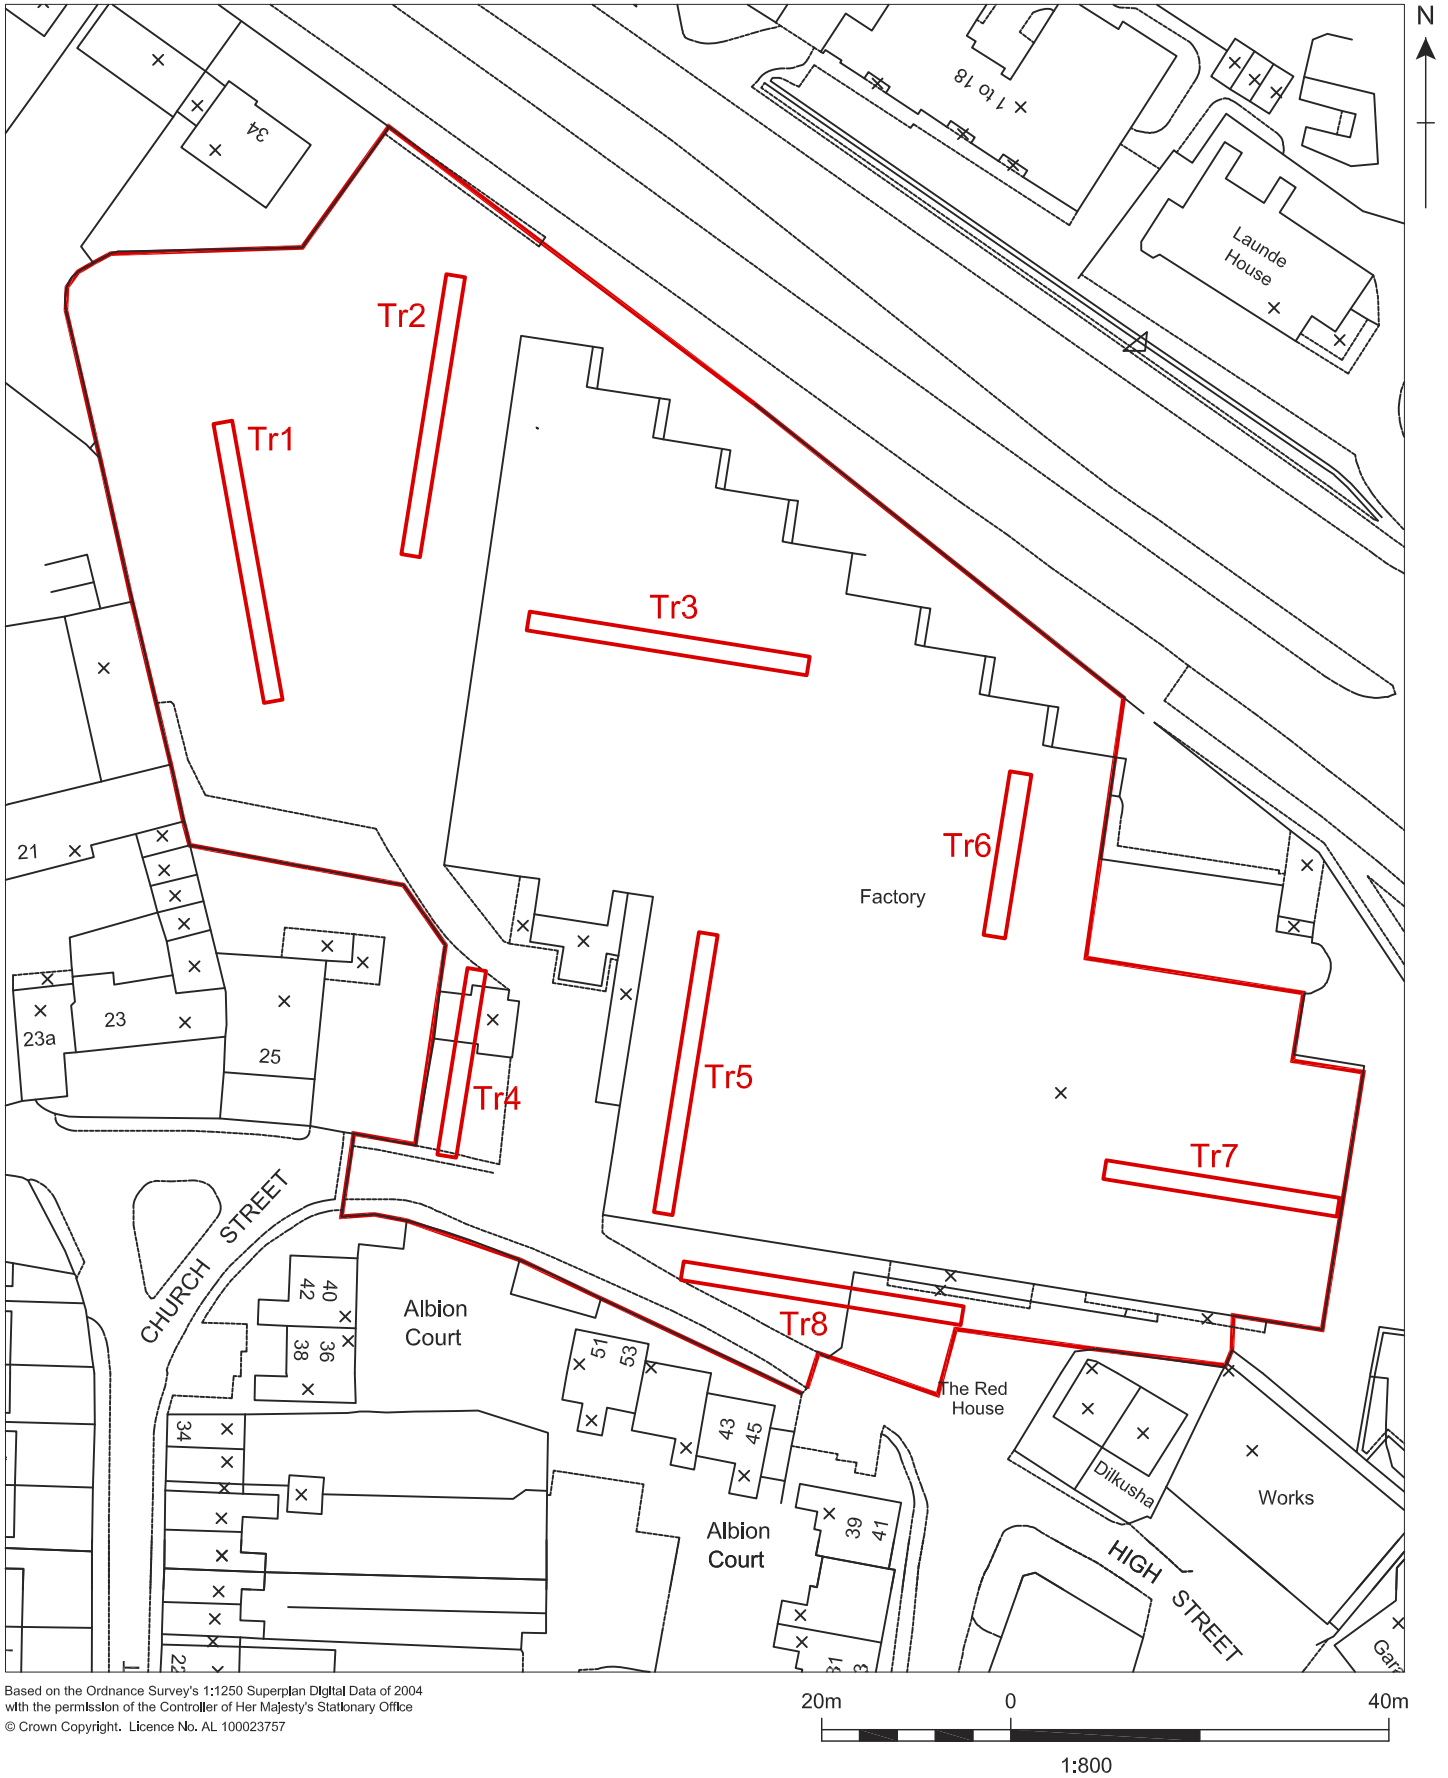 N
34
1 to 18
Launde
House
Tr2
Tr1
Tr3
Tr6
Factory
21
23a
23
25
Tr5
Tr4
Tr7
CHURCH STREET
40
42
36
38
Albion
Court
51
53
Tr8
The Red
House
43
45
34
Dilkusha
Works
39
41
Albion
Court
HIGH STREET
22
31
Based on the Ordnance Survey's 1:1250 Superplan Digital Data of 2004
with the permission of the Controller of Her Majesty's Stationary Office
© Crown Copyright. Licence No. AL 100023757
20m 0 40m
1:800